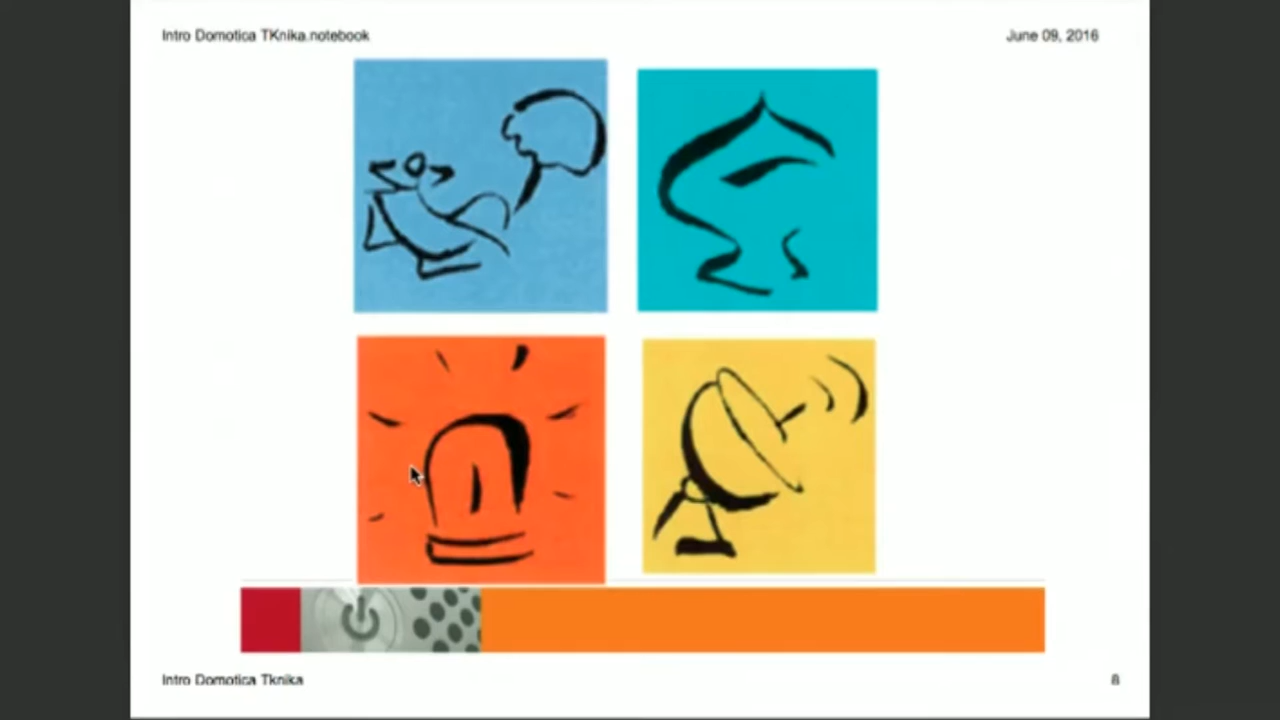 Intro Domotica TKnika.notebook
June 09, 2016
Intro Domotica Tknika
8